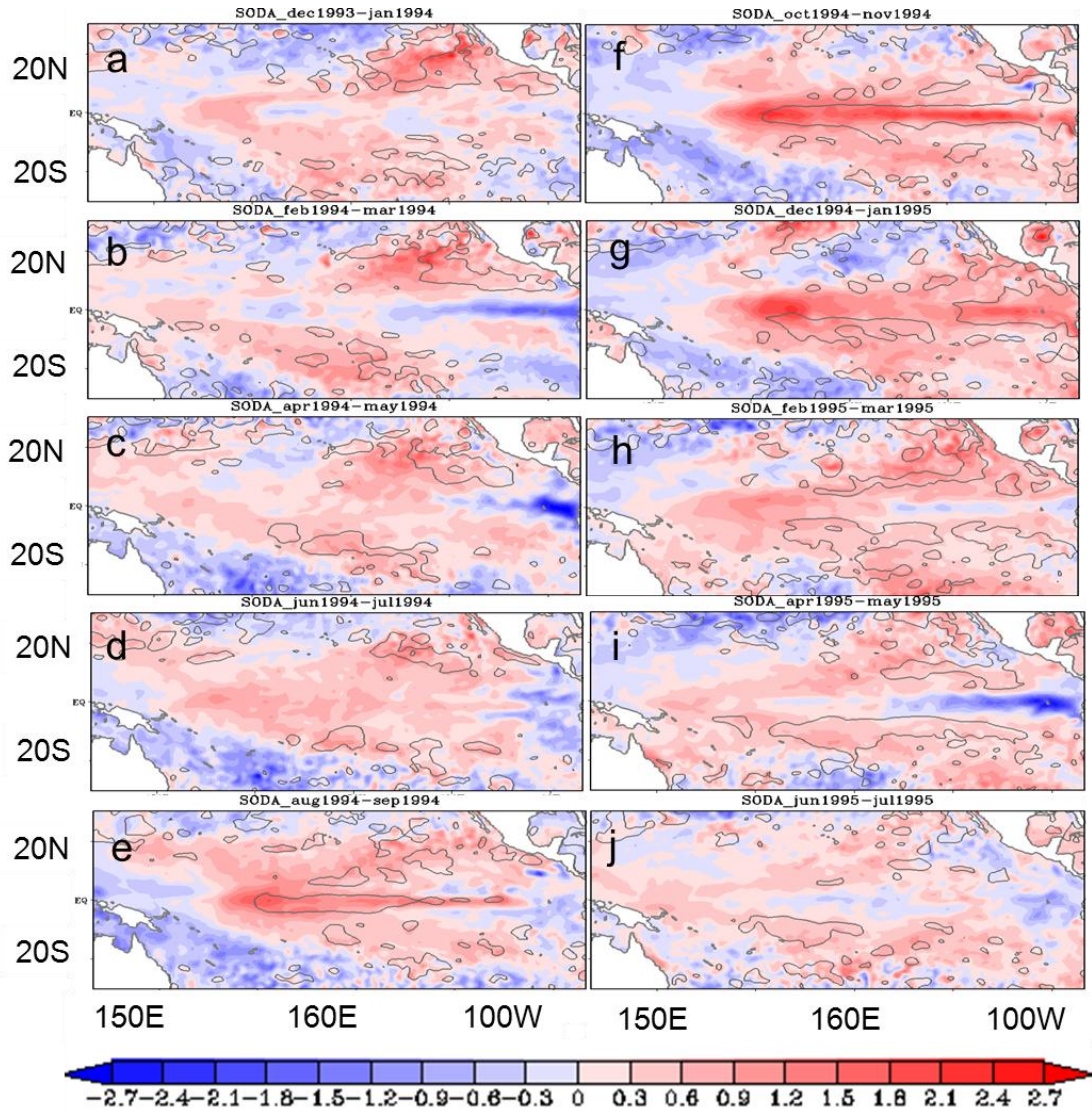 SODA_dec1993-jan1994
a
20N
EQ
20S
SODA_feb1994-mar1994
b
20N
EQ
20S
SODA_apr1994-may1994
c
20N
EQ
20S
SODA_jun1994-jul1994
d
20N
EQ
20S
SODA_aug1994-sep1994
e
20N
EQ
20S
150E 160E 100W
SODA_oct1994-nov1994
f
SODA_dec1994-jan1995
g
SODA_feb1995-mar1995
h
SODA_apr1995-may1995
i
SODA_jun1995-jul1995
j
150E 160E 100W
-2.7 -2.4 -2.1 -1.8 -1.5 -1.2 -0.9 -0.6 -0.3 0 0.3 0.6 0.9 1.2 1.5 1.8 2.1 2.4 2.7